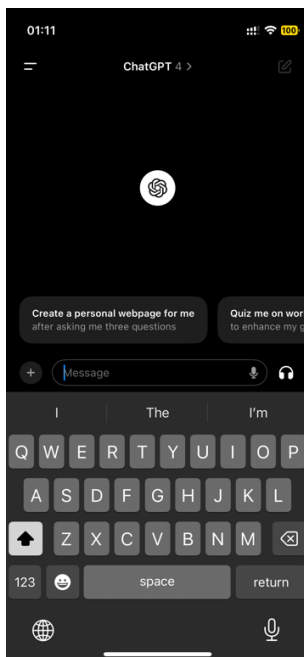 01:11
100
ChatGPT 4 >
Create a personal webpage for me
after asking me three questions
Quiz me on
to enhance my
Message
I The I'm
Q W E R T Y U I O P
A S D F G H J K L
Z X C V B N M
123 space return